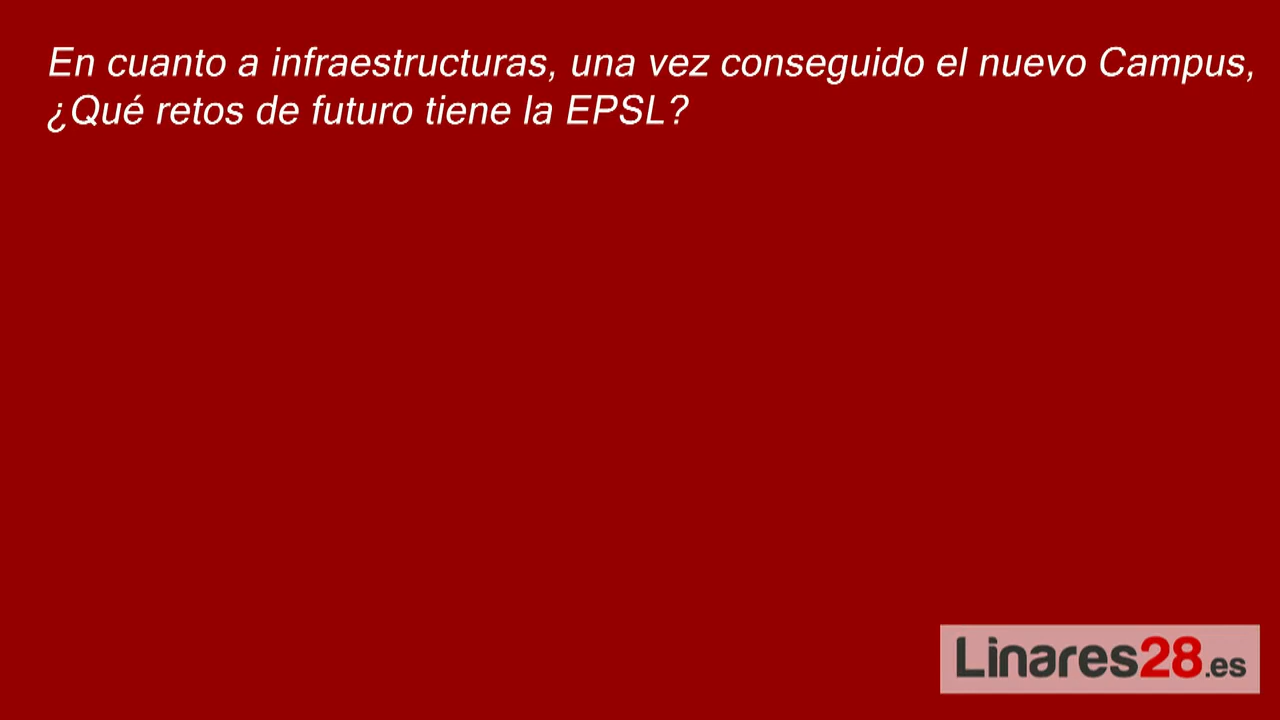 En cuanto a infraestructuras, una vez conseguido el nuevo Campus,
¿Qué retos de futuro tiene la EPSL?
Linares28.es